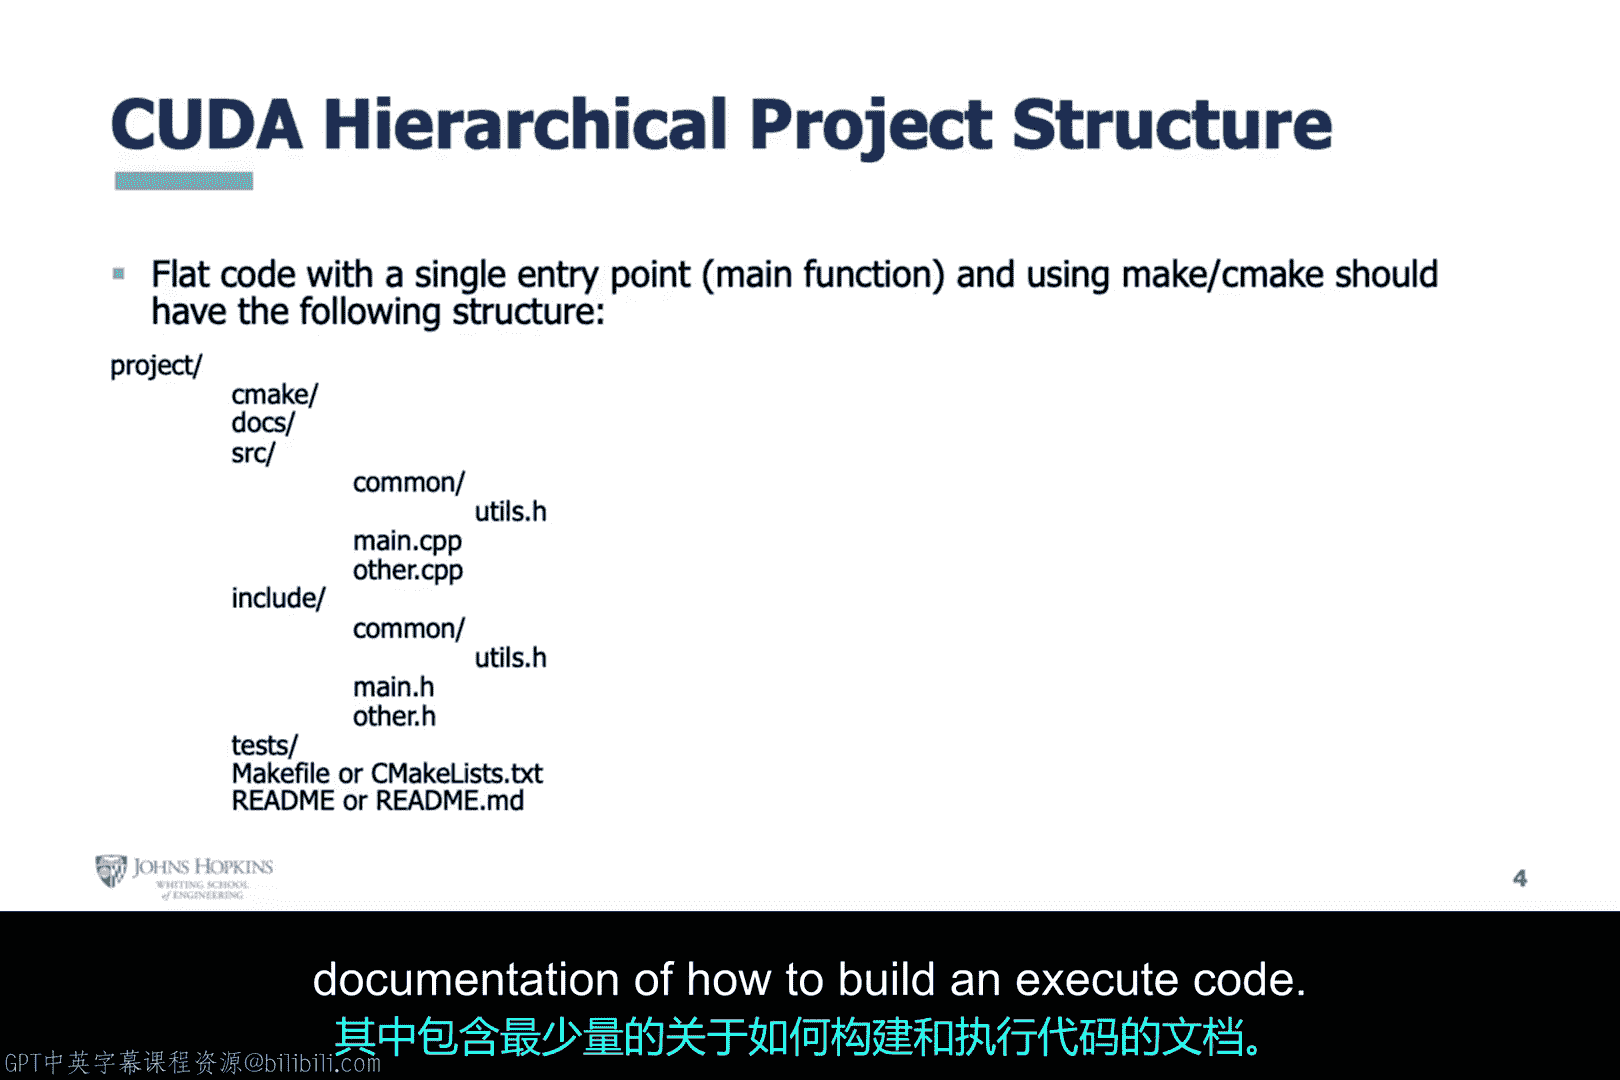 CUDA Hierarchical Project Structure
Flat code with a single entry point (main function) and using make/cmake should
have the following structure:
project/
cmake/
docs/
src/
common/
utils.h
main.cpp
other.cpp
include/
common/
utils.h
main.h
other.h
tests/
Makefile or CMakeLists.txt
README or README.md
JOHNS HOPKINS
WHITING SCHOOL
of ENGINEERING
4
documentation of how to build an execute code.
其中包含最少量的关于如何构建和执行代码的文档。
GPT中英字幕课程资源@bilibili.com